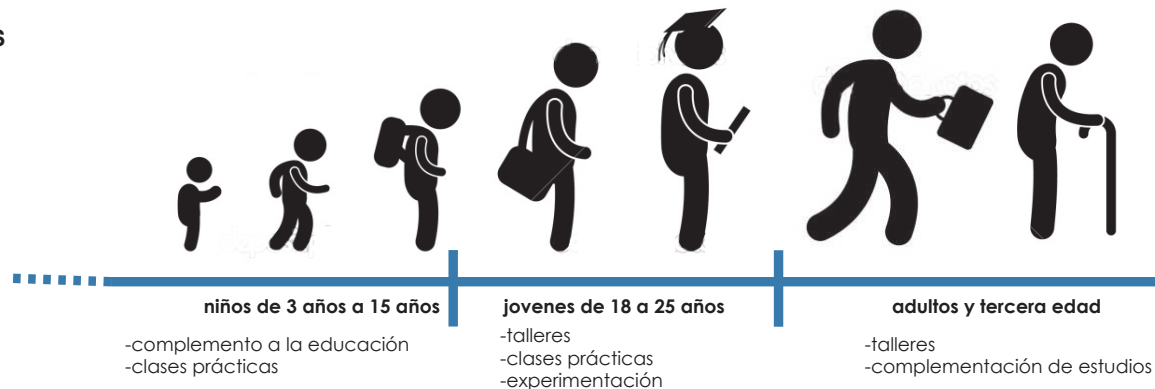 s
niños de 3 años a 15 años
-complemento a la educación
-clases prácticas
jovenes de 18 a 25 años
-talleres
-clases prácticas
-experimentación
adultos y tercera edad
-talleres
-complementación de estudios